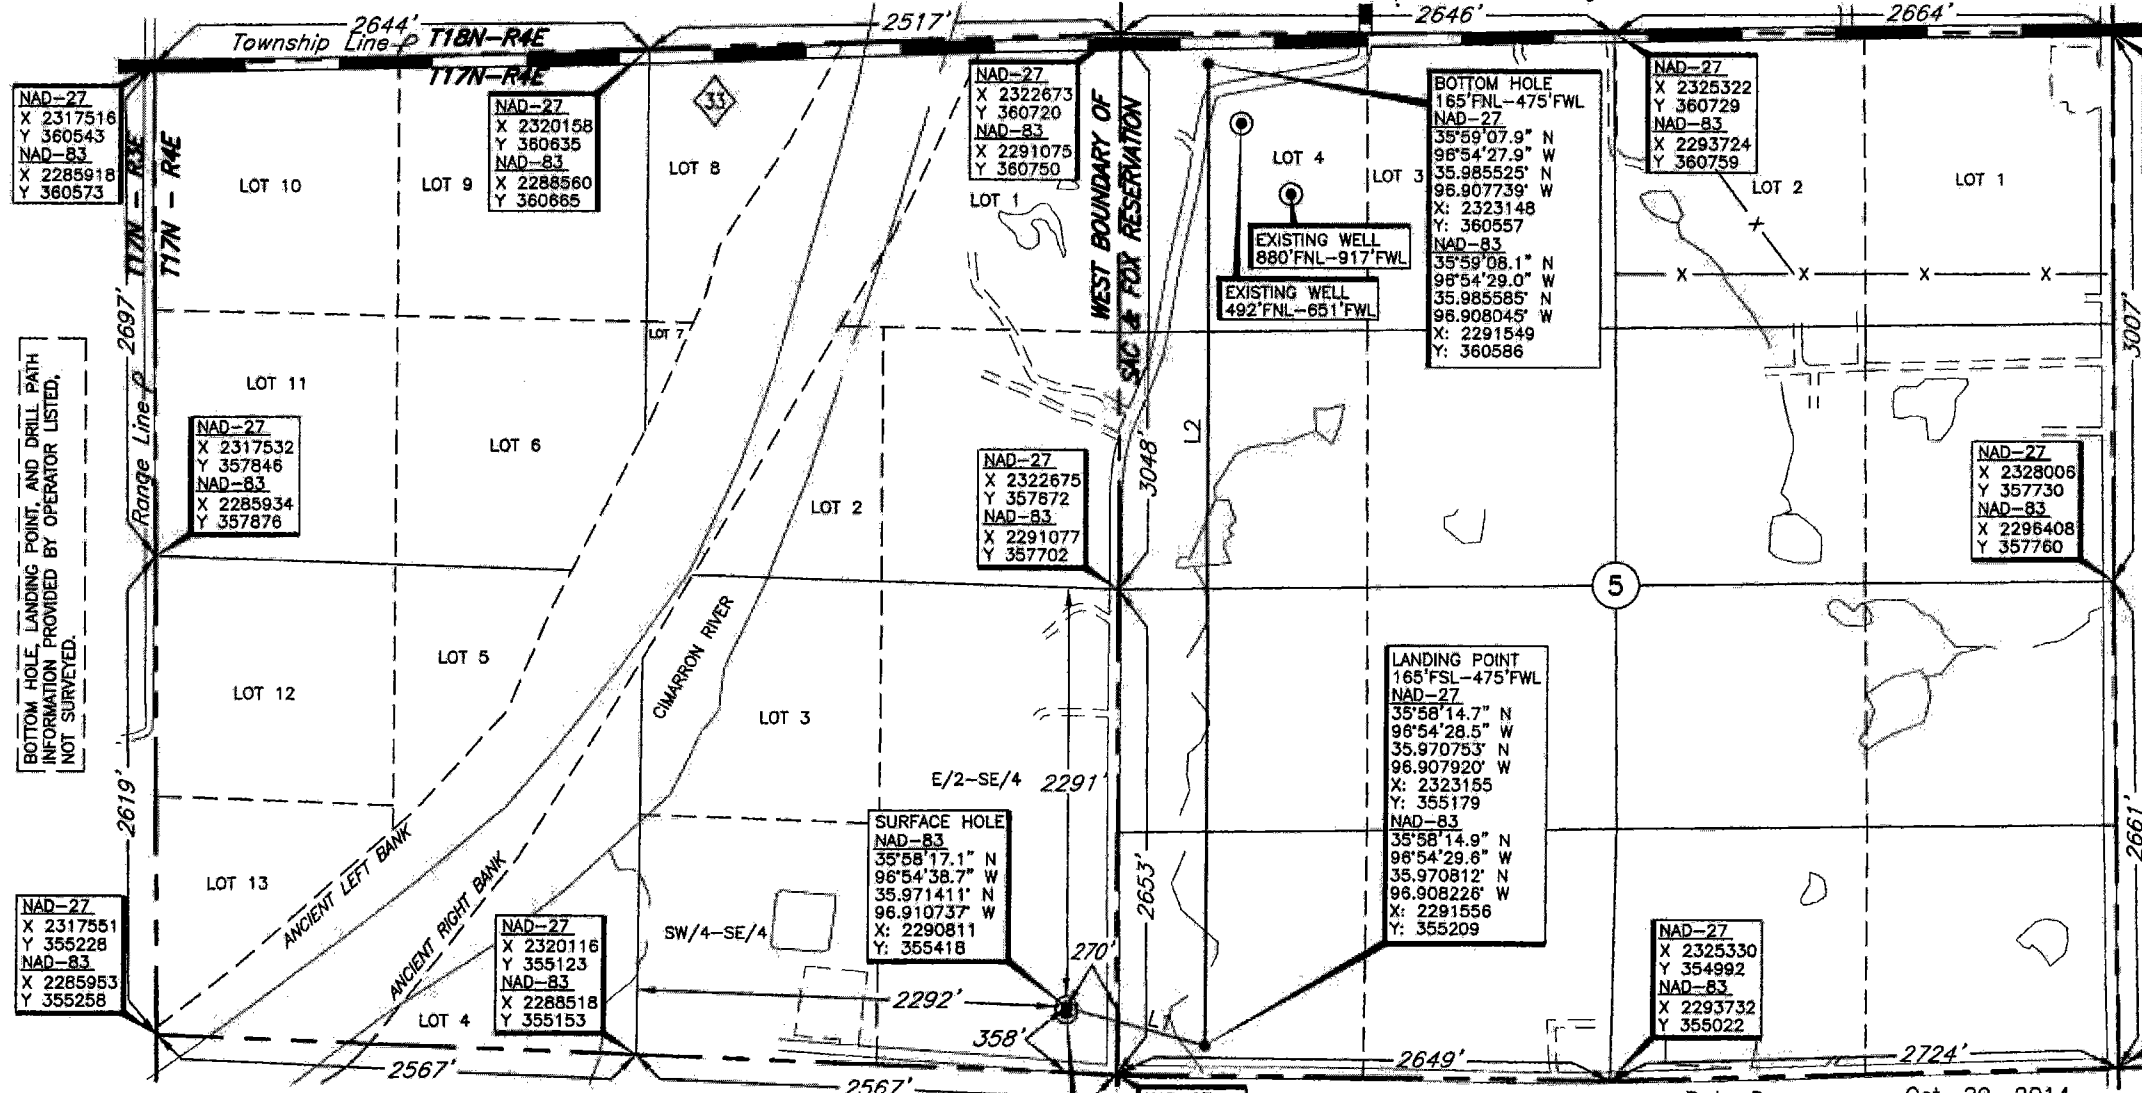 2644'
2517'
2646'
2664'
Township Line
T18N-R4E
T17N-R4E
NAD-27
X 2317516
Y 360543
NAD-83
X 2285918
Y 360573
T17N - R3E
T17N - R4E
NAD-27
X 2320158
Y 360635
NAD-83
X 2288560
Y 360665
33
NAD-27
X 2322673
Y 360720
NAD-83
X 2291075
Y 360750
WEST BOUNDARY OF
SAC & FOX RESERVATION
BOTTOM HOLE
165'FNL-475'FWL
NAD-27
35°59'07.9" N
96°54'27.9" W
35.985525° N
96.907739° W
X: 2323148
Y: 360557
NAD-83
35°59'08.1" N
96°54'29.0" W
35.985585° N
96.908045° W
X: 2291549
Y: 360586
NAD-27
X 2325322
Y 360729
NAD-83
X 2293724
Y 360759
LOT 10
LOT 9
LOT 8
LOT 1
LOT 4
LOT 3
LOT 2
LOT 1
EXISTING WELL
880'FNL-917'FWL
EXISTING WELL
492'FNL-651'FWL
X
X X X X
2697'
Range Line
LOT 7
3007'
BOTTOM HOLE, LANDING POINT, AND DRILL PATH
INFORMATION PROVIDED BY OPERATOR LISTED,
NOT SURVEYED.
LOT 11
LOT 6
NAD-27
X 2317532
Y 357846
NAD-83
X 2285934
Y 357876
LOT 2
NAD-27
X 2322675
Y 357672
NAD-83
X 2291077
Y 357702
3048'
L2
NAD-27
X 2328006
Y 357730
NAD-83
X 2296408
Y 357760
5
LOT 12
LOT 5
CIMARRON RIVER
LOT 3
E/2-SE/4
2291'
LANDING POINT
165'FSL-475'FWL
NAD-27
35°58'14.7" N
96°54'28.5" W
35.970753° N
96.907920° W
X: 2323155
Y: 355179
NAD-83
35°58'14.9" N
96°54'29.6" W
35.970812° N
96.908226° W
X: 2291556
Y: 355209
2619'
SURFACE HOLE
NAD-83
35°58'17.1" N
96°54'38.7" W
35.971411° N
96.910737° W
X: 2290811
Y: 355418
2653'
2661'
LOT 13
ANCIENT LEFT BANK
ANCIENT RIGHT BANK
NAD-27
X 2317551
Y 355228
NAD-83
X 2285953
Y 355258
NAD-27
X 2320116
Y 355123
NAD-83
X 2288518
Y 355153
SW/4-SE/4
270'
2292'
358'
L1
LOT 4
NAD-27
X 2325330
Y 354992
NAD-83
X 2293732
Y 355022
2567'
2567'
2649'
2724'